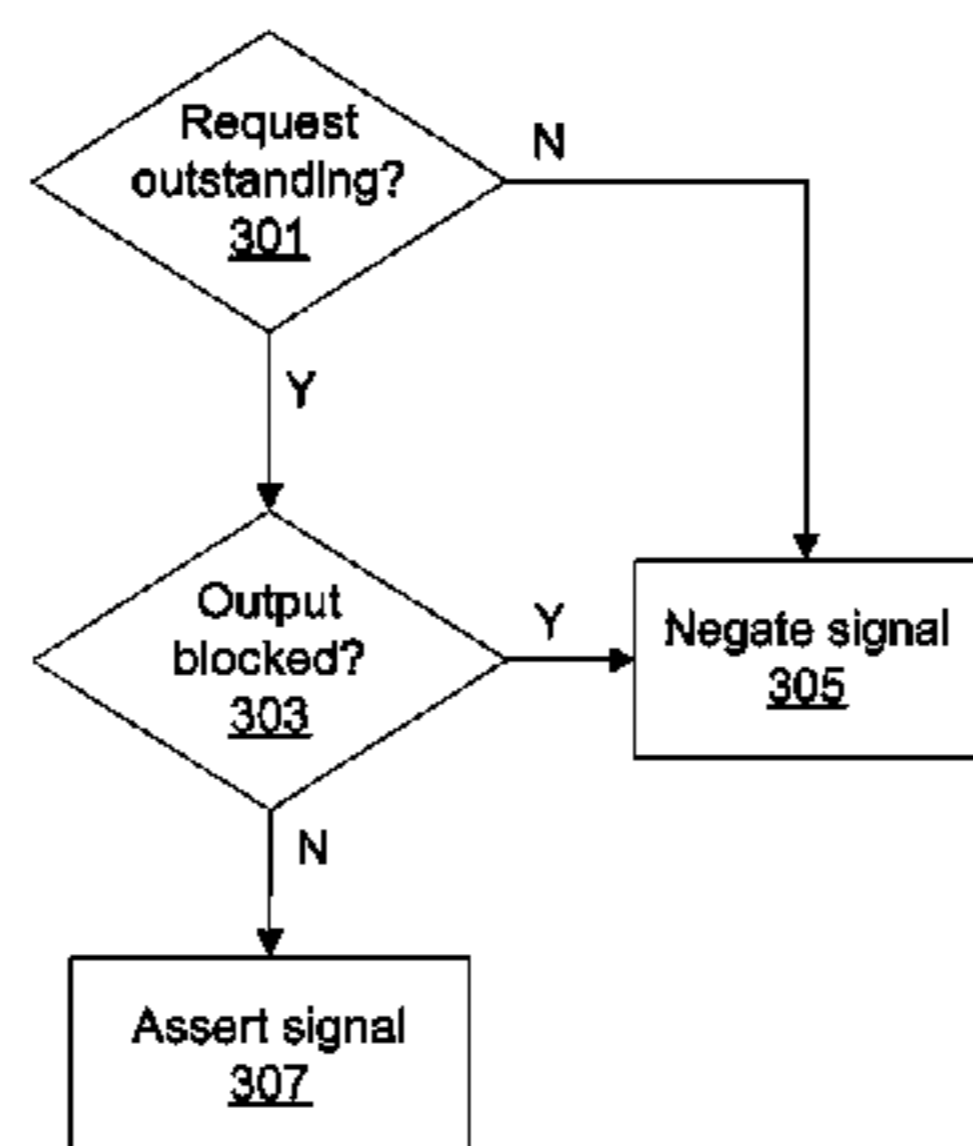 Request
outstanding?
301
N
Y
Output
blocked?
303
Y
Negate signal
305
N
Assert signal
307